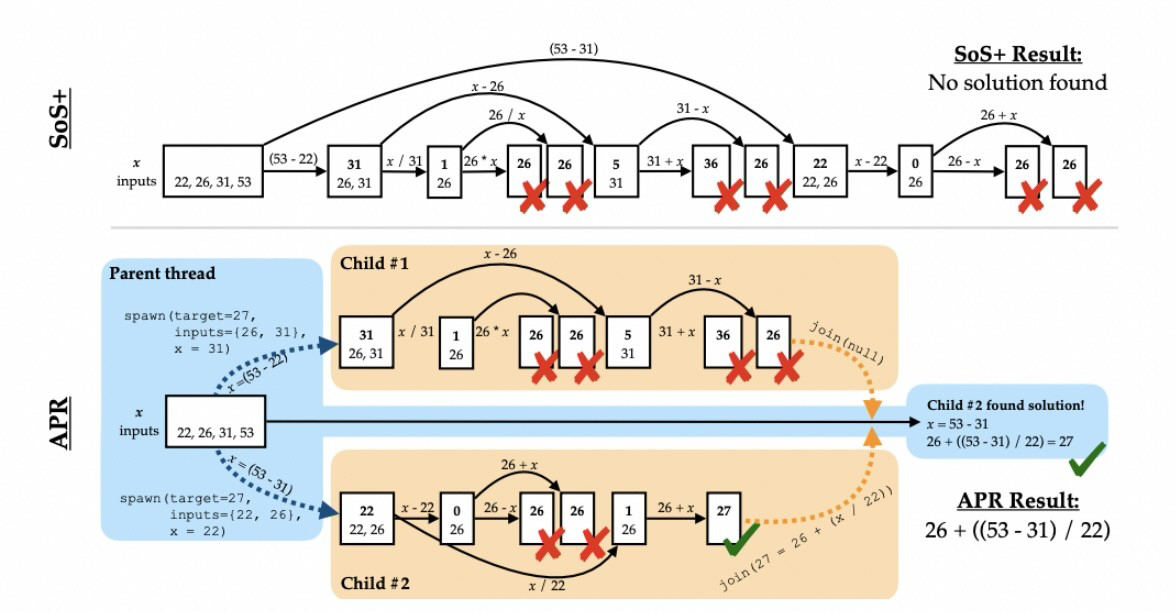 SoS+
SoS+ Result:
No solution found
(53 - 31)
x - 26
26 / x
31 - x
26 + x
x
inputs
22, 26, 31, 53
(53 - 22)
31
26, 31
x / 31
1
26
26 * x
26
26
5
31
31 + x
36
26
22
22, 26
x - 22
0
26
26 - x
26
26
APR
Parent thread
spawn(target=27,
inputs={26, 31},
x = 31)
x =(53 - 22)
x
inputs
22, 26, 31, 53
x = (53 - 31)
spawn(target=27,
inputs={22, 26},
x = 22)
Child #1
x - 26
31 - x
31
26, 31
x / 31
1
26
26 * x
26
26
5
31
31 + x
36
26
join(null)
Child #2 found solution!
x = 53 - 31
26 + ((53 - 31) / 22) = 27
26 + x
22
22, 26
x - 22
0
26
26 - x
26
26
1
26
26 + x
27
x / 22
Child #2
join(27 = 26 + (x / 22))
APR Result:
26 + ((53 - 31) / 22)